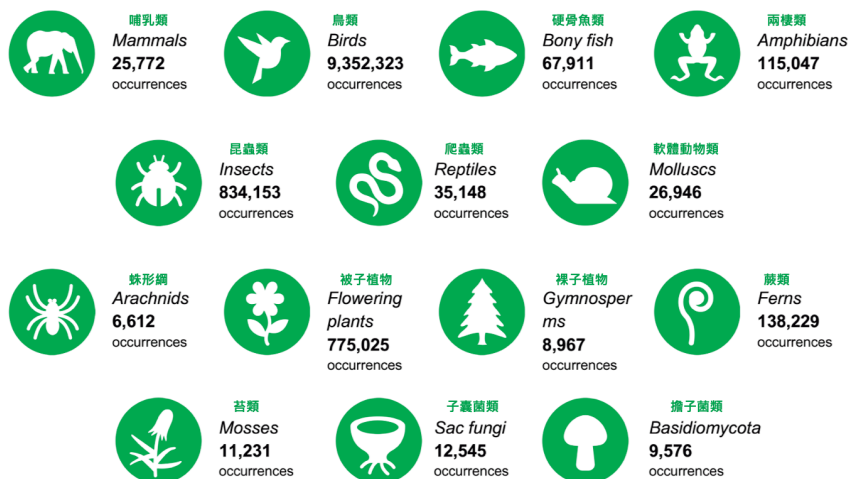 哺乳類
Mammals
25,772
occurrences
鳥類
Birds
9,352,323
occurrences
硬骨魚類
Bony fish
67,911
occurrences
兩棲類
Amphibians
115,047
occurrences
昆蟲類
Insects
834,153
occurrences
爬蟲類
Reptiles
35,148
occurrences
軟體動物類
Molluscs
26,946
occurrences
蛛形綱
Arachnids
6,612
occurrences
被子植物
Flowering
plants
775,025
occurrences
裸子植物
Gymnosper
ms
8,967
occurrences
蕨類
Ferns
138,229
occurrences
苔類
Mosses
11,231
occurrences
子囊菌類
Sac fungi
12,545
occurrences
擔子菌類
Basidiomycota
9,576
occurrences